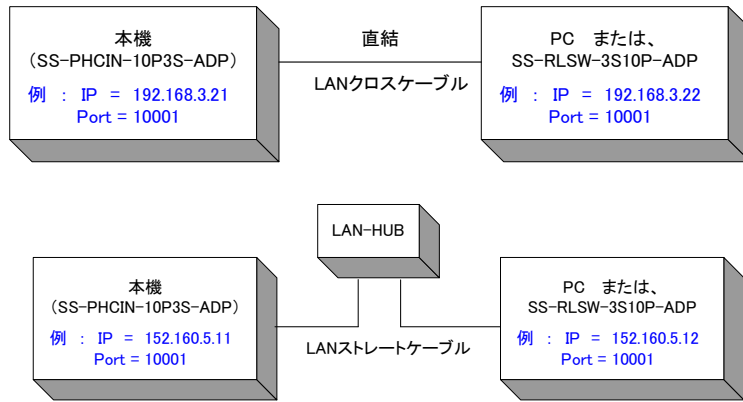 本機
(SS-PHCIN-10P3S-ADP)
例 : IP = 192.168.3.21
Port = 10001
直結
LANクロスケーブル
PC または、
SS-RLSW-3S10P-ADP
例 : IP = 192.168.3.22
Port = 10001
LAN-HUB
本機
(SS-PHCIN-10P3S-ADP)
例 : IP = 152.160.5.11
Port = 10001
LANストレートケーブル
PC または、
SS-RLSW-3S10P-ADP
例 : IP = 152.160.5.12
Port = 10001